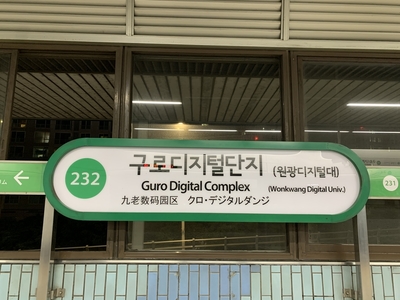 232
구로디지털단지 (원광디지털대)
Guro Digital Complex (Wonkwang Digital Univ.)
九老数码园区 クロ・デジタルダンジ
231